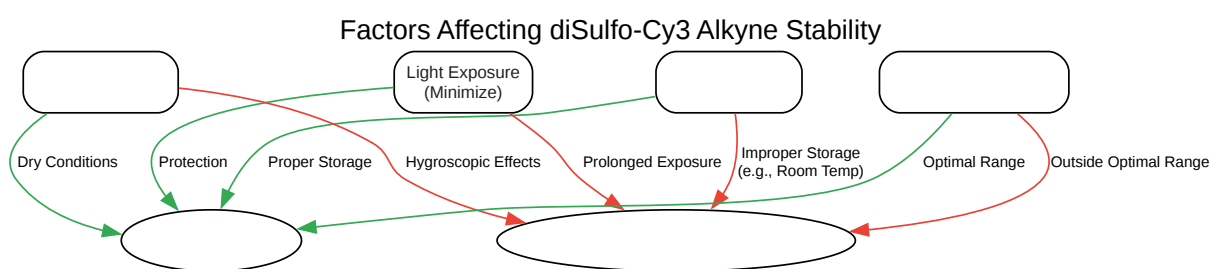 Factors Affecting diSulfo-Cy3 Alkyne Stability
Light Exposure
(Minimize)
Dry Conditions
Protection
Proper Storage
Hygroscopic Effects
Prolonged Exposure
Improper Storage
(e.g., Room Temp)
Optimal Range
Outside Optimal Range